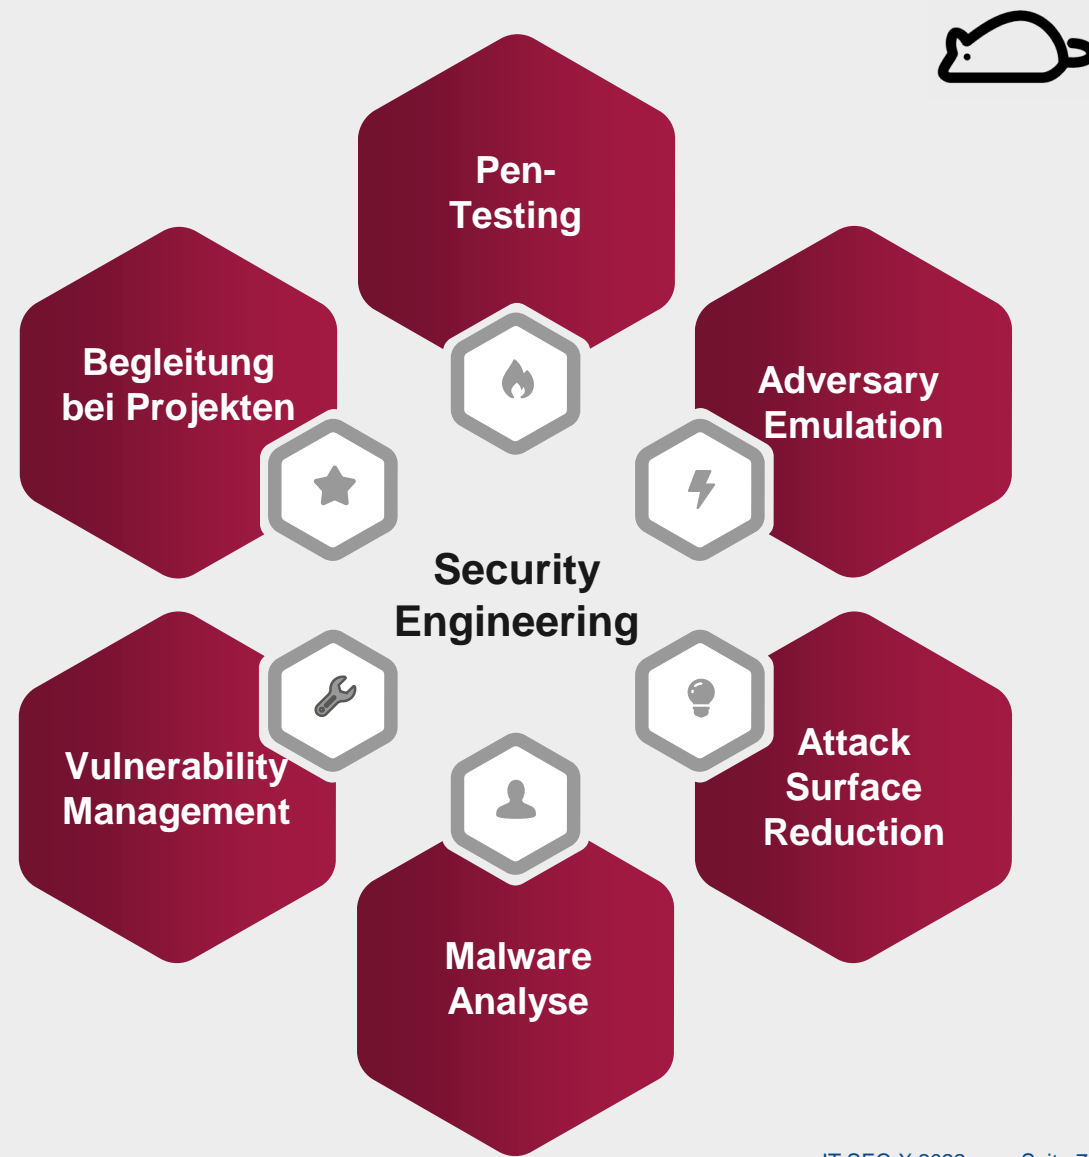 Pen-
Testing
Begleitung
bei Projekten
Adversary
Emulation
Security
Engineering
Vulnerability
Management
Attack
Surface
Reduction
Malware
Analyse